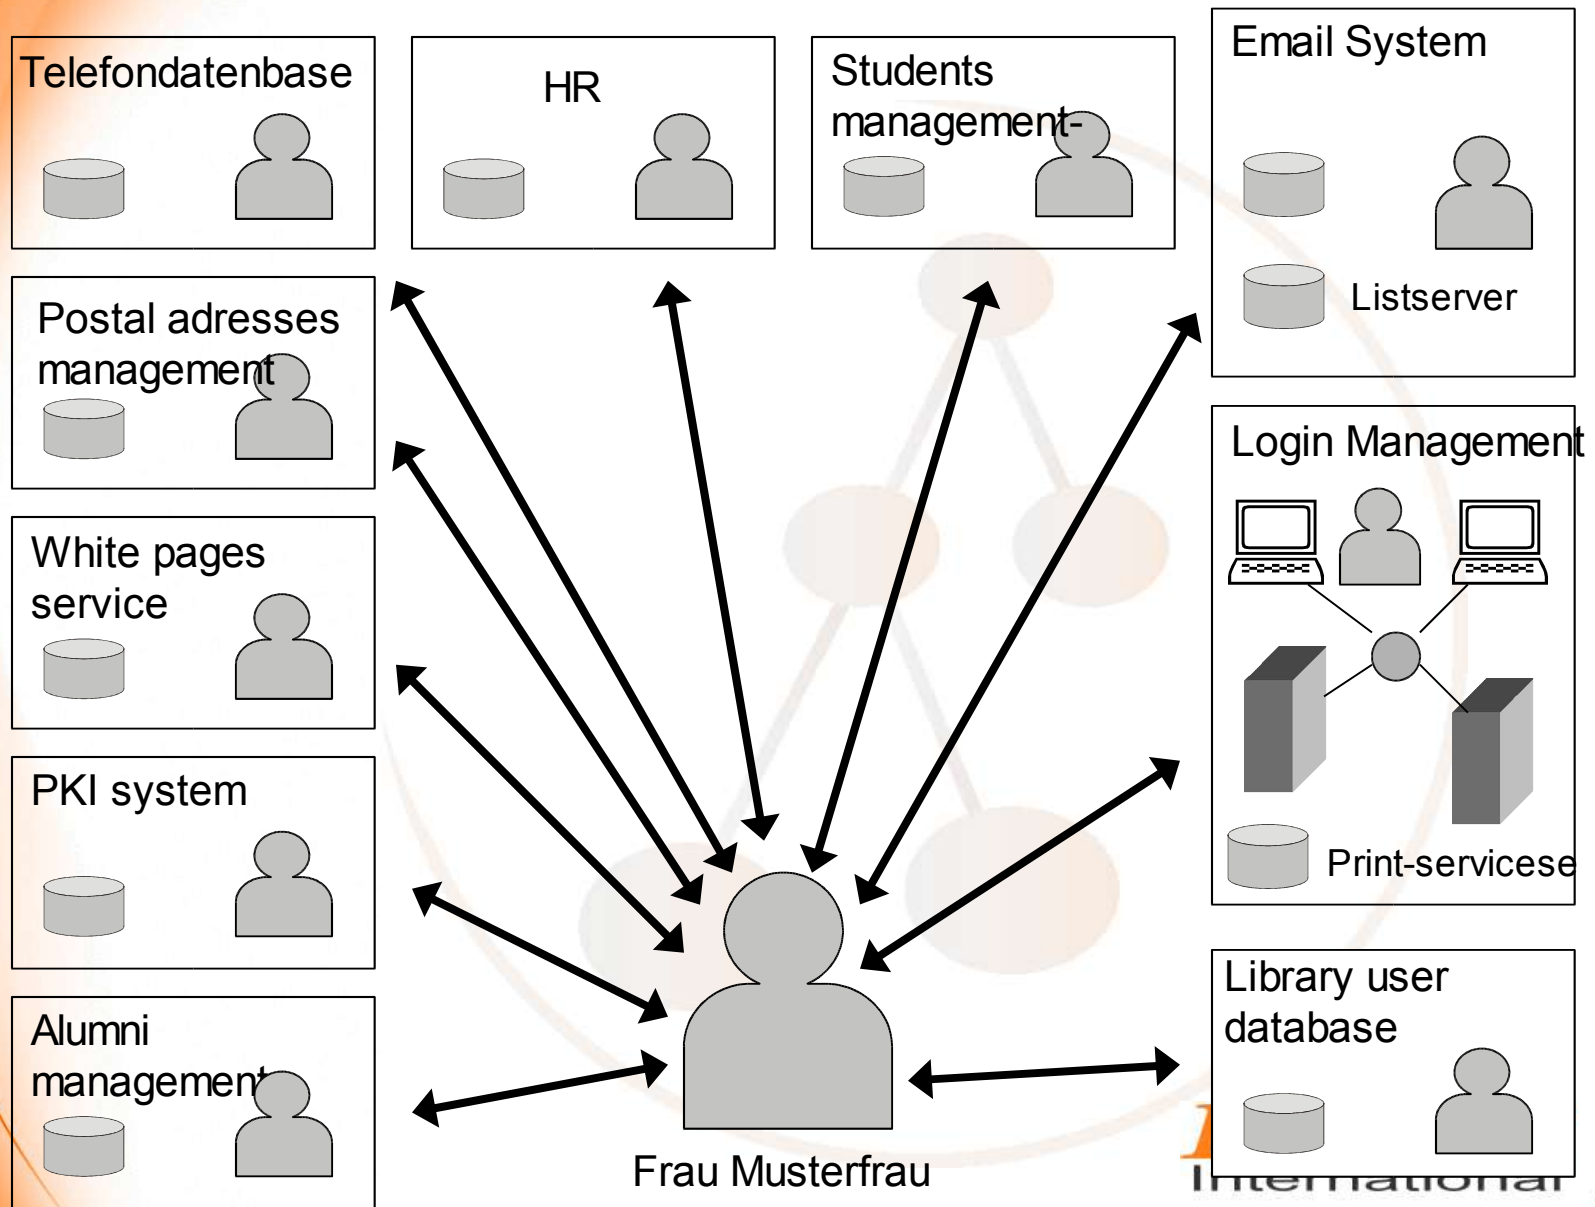 Telefondatenbase
HR
Students
management-
Email System
Listserver
Postal adresses
management
Login Management
Print-servicese
White pages
service
PKI system
Library user
database
Alumni
management
Frau Musterfrau
International